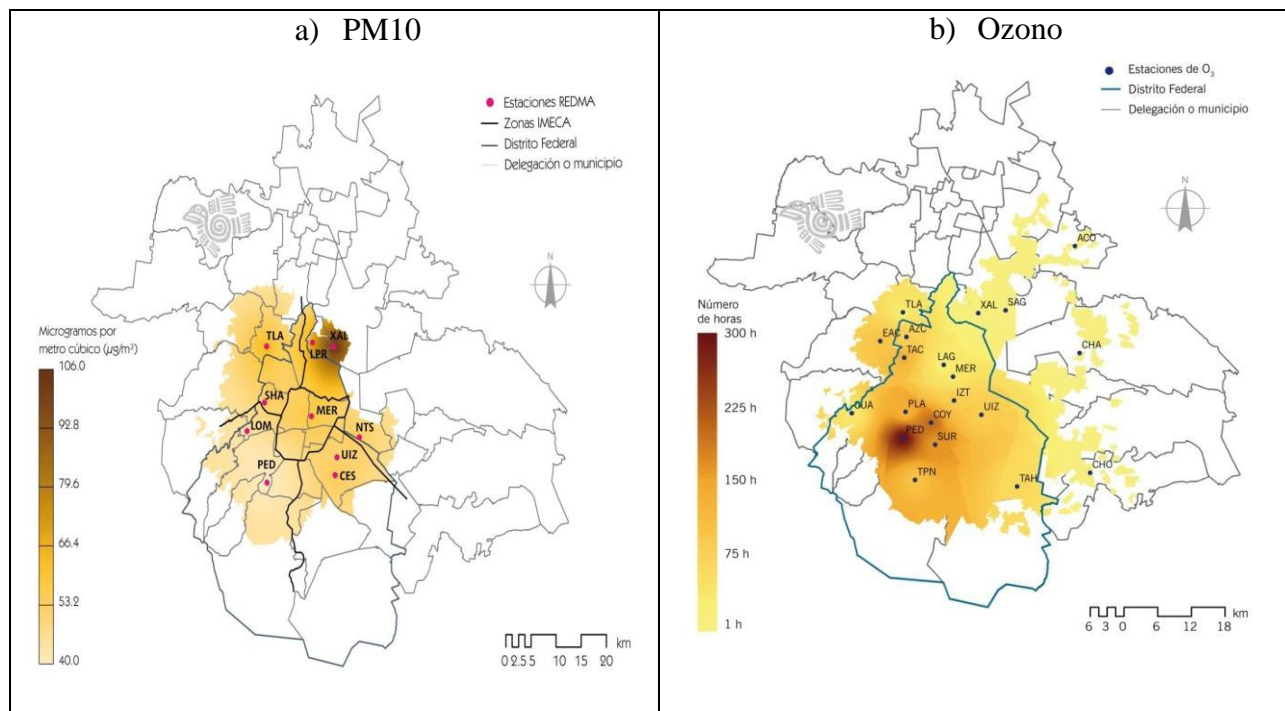 a) PM10
Estaciones REDMA
Zonas IMECA
Distrito Federal
Delegación o municipio
N
Microgramos por
metro cúbico (µg/m³)
106.0
92.8
79.6
66.4
53.2
40.0
TLA
LPR
XAL
SHA
MER
LOM
NTS
PED
UIZ
CES
0 2.5 5 10 15 20
km
b) Ozono
Estaciones de O₃
Distrito Federal
Delegación o municipio
N
Número
de horas
300 h
225 h
150 h
75 h
1 h
ACO
TLA
XAL
SAG
AZC
EAC
TAC
CHA
LAG
MER
IZT
CUA
PLA
UIZ
COY
PED
SUR
TPN
TAH
CHO
km
6 3 0 6 12 18